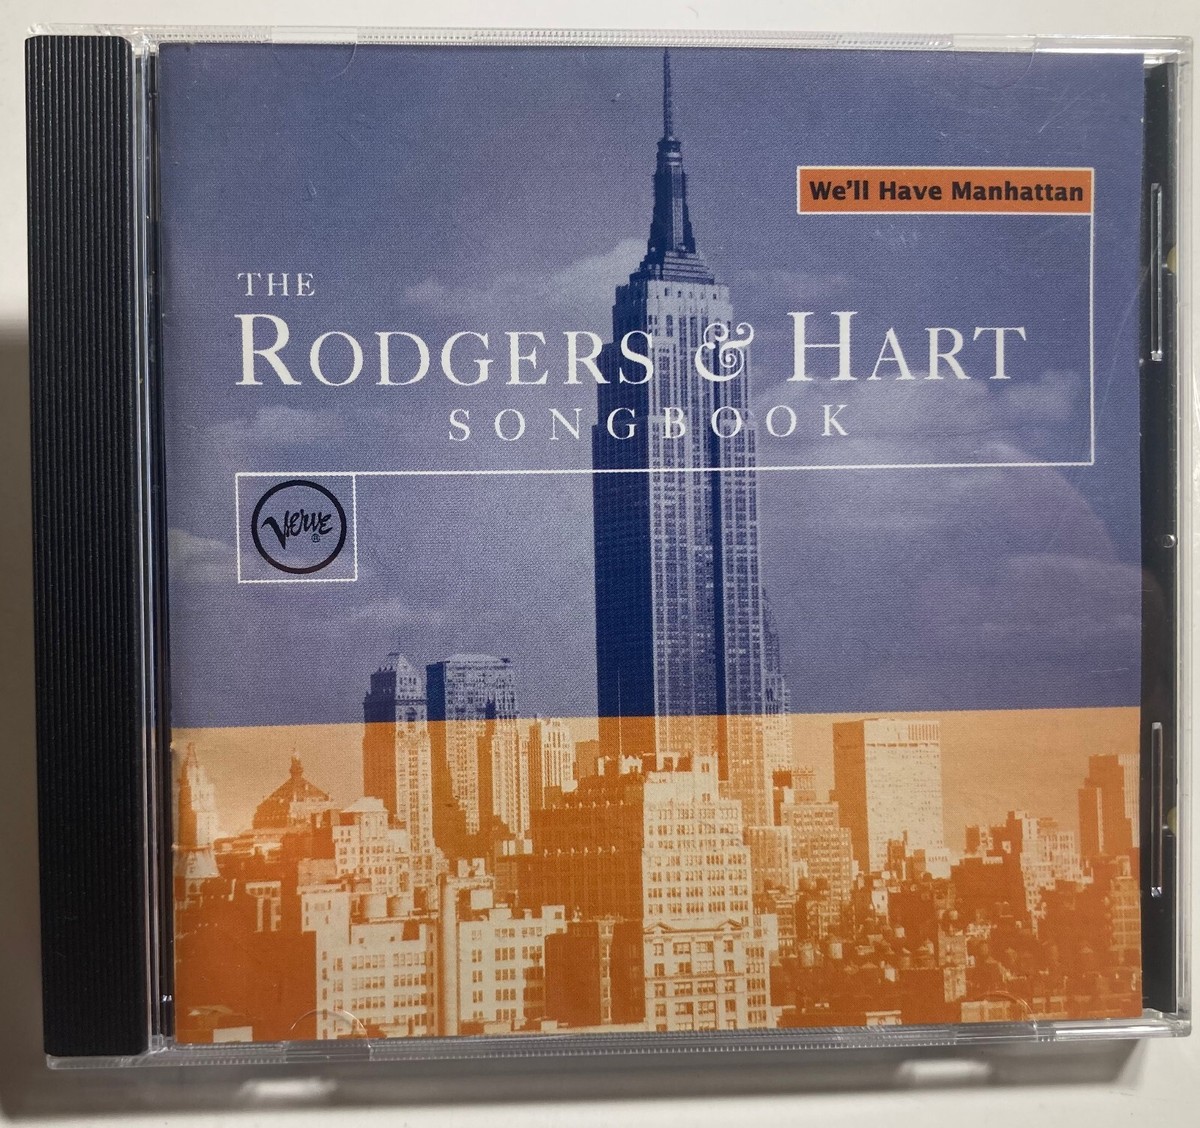 We'll Have Manhattan
THE
RODGERS & HART
SONGBOOK
VERVE®